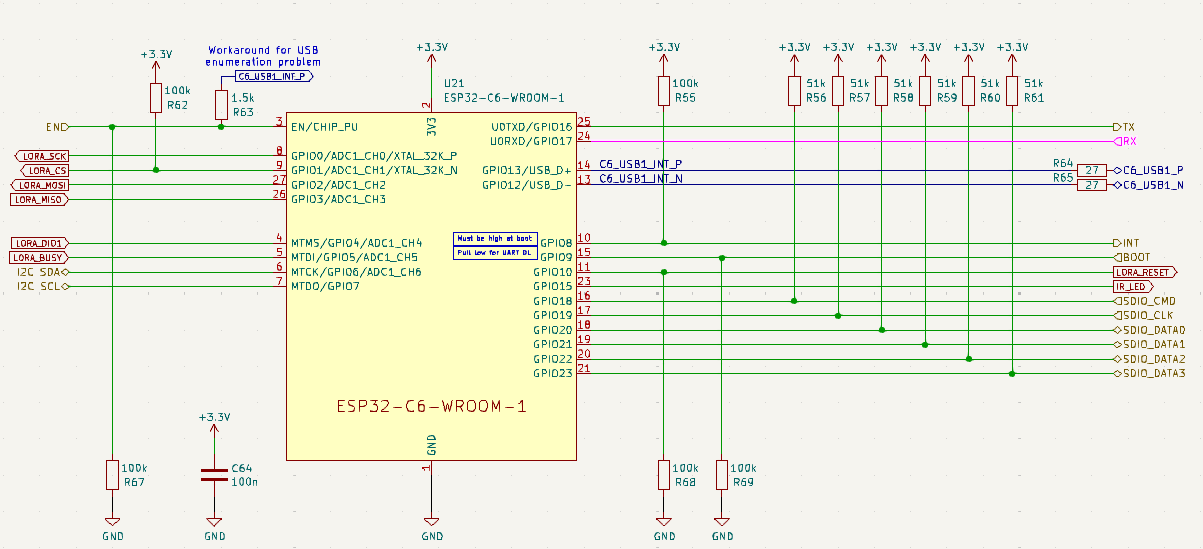 +3.3V
Workaround for USB
enumeration problem
C6_USB1_INT_P
+3.3V
+3.3V
+3.3V
+3.3V
+3.3V
+3.3V
+3.3V
+3.3V
100k
R62
1.5k
R63
U21
ESP32-C6-WROOM-1
100k
R55
51k
R56
51k
R57
51k
R58
51k
R59
51k
R60
51k
R61
2
3V3
EN
3
EN/CHIP_PU
U0TXD/GPIO16
25
TX
U0RXD/GPIO17
24
RX
LORA_SCK
8
GPIO0/ADC1_CH0/XTAL_32K_P
LORA_CS
9
GPIO1/ADC1_CH1/XTAL_32K_N
GPIO13/USB_D+
14
C6_USB1_INT_P
R64
27
C6_USB1_P
LORA_MOSI
27
GPIO2/ADC1_CH2
GPIO12/USB_D-
13
C6_USB1_INT_N
R65
27
C6_USB1_N
LORA_MISO
26
GPIO3/ADC1_CH3
LORA_DIO1
4
MTMS/GPIO4/ADC1_CH4
Must be high at boot
GPIO8
10
INT
LORA_BUSY
5
MTDI/GPIO5/ADC1_CH5
Pull low for UART DL
GPIO9
15
BOOT
I2C_SDA
6
MTCK/GPIO6/ADC1_CH6
GPIO10
11
LORA_RESET
I2C_SCL
7
MTDO/GPIO7
GPIO15
23
IR_LED
GPIO18
16
SDIO_CMD
GPIO19
17
SDIO_CLK
GPIO20
18
SDIO_DATA0
GPIO21
19
SDIO_DATA1
GPIO22
20
SDIO_DATA2
GPIO23
21
SDIO_DATA3
ESP32-C6-WROOM-1
+3.3V
GND
1
100k
R67
C64
100n
100k
R68
100k
R69
GND
GND
GND
GND
GND